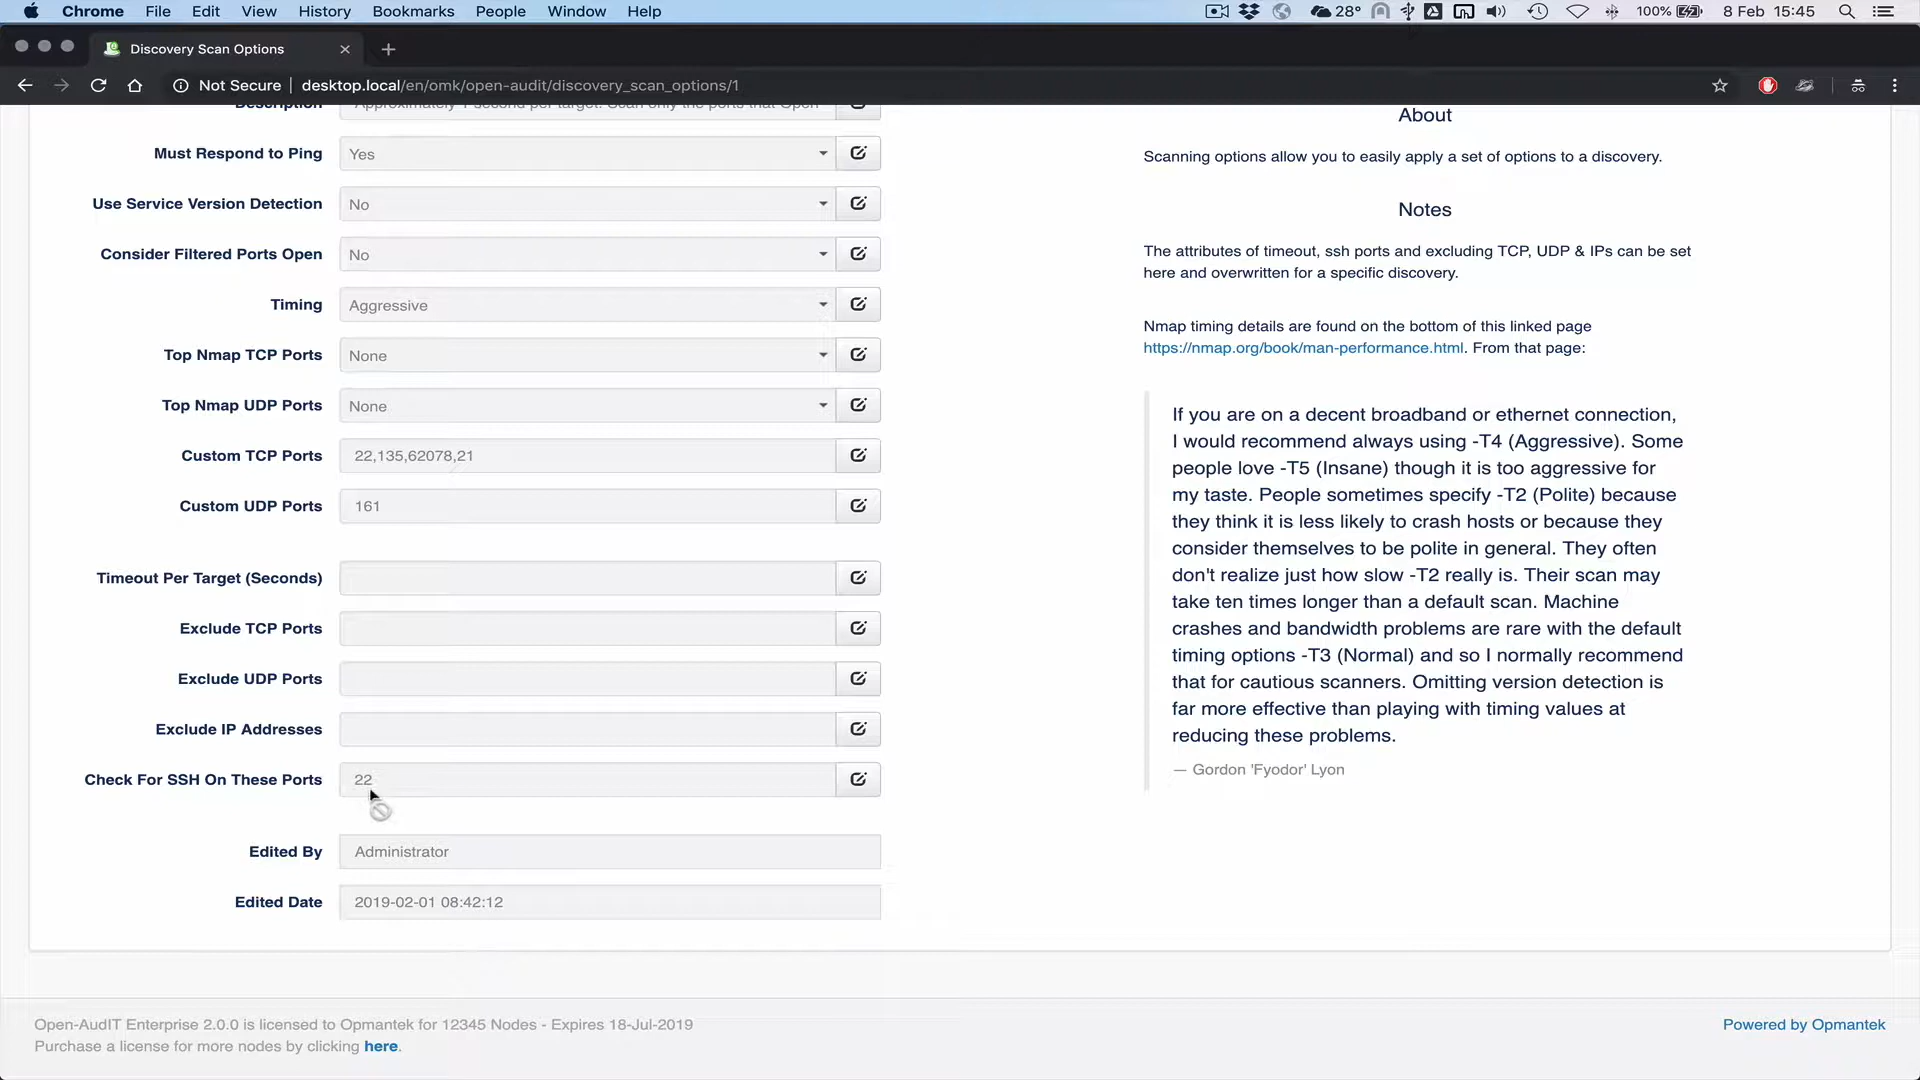 Chrome File Edit View History Bookmarks People Window Help 28° 100% 8 Feb 15:45
Discovery Scan Options
Not Secure desktop.local/en/omk/open-audit/discovery_scan_options/1
Description Approximately 1 second per target. Scan only the ports that Open
Must Respond to Ping Yes
Use Service Version Detection No
Consider Filtered Ports Open No
Timing Aggressive
Top Nmap TCP Ports None
Top Nmap UDP Ports None
Custom TCP Ports 22,135,62078,21
Custom UDP Ports 161
Timeout Per Target (Seconds)
Exclude TCP Ports
Exclude UDP Ports
Exclude IP Addresses
Check For SSH On These Ports 22
Edited By Administrator
Edited Date 2019-02-01 08:42:12
About
Scanning options allow you to easily apply a set of options to a discovery.
Notes
The attributes of timeout, ssh ports and excluding TCP, UDP & IPs can be set
here and overwritten for a specific discovery.
Nmap timing details are found on the bottom of this linked page
https://nmap.org/book/man-performance.html. From that page:
If you are on a decent broadband or ethernet connection,
I would recommend always using -T4 (Aggressive). Some
people love -T5 (Insane) though it is too aggressive for
my taste. People sometimes specify -T2 (Polite) because
they think it is less likely to crash hosts or because they
consider themselves to be polite in general. They often
don't realize just how slow -T2 really is. Their scan may
take ten times longer than a default scan. Machine
crashes and bandwidth problems are rare with the default
timing options -T3 (Normal) and so I normally recommend
that for cautious scanners. Omitting version detection is
far more effective than playing with timing values at
reducing these problems.
— Gordon 'Fyodor' Lyon
Open-AudIT Enterprise 2.0.0 is licensed to Opmantek for 12345 Nodes - Expires 18-Jul-2019
Purchase a license for more nodes by clicking here.
Powered by Opmantek